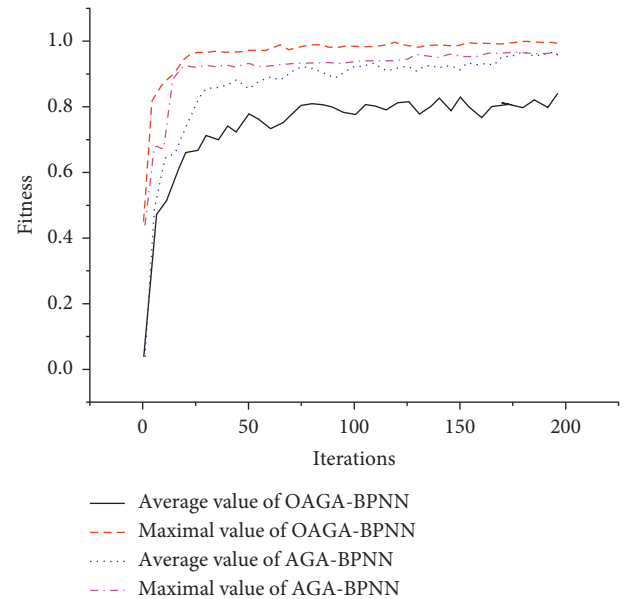 1.0
0.8
0.6
0.4
0.2
0.0
Fitness
0 50 100 150 200
Iterations
Average value of OAGA-BPNN
Maximal value of OAGA-BPNN
Average value of AGA-BPNN
Maximal value of AGA-BPNN